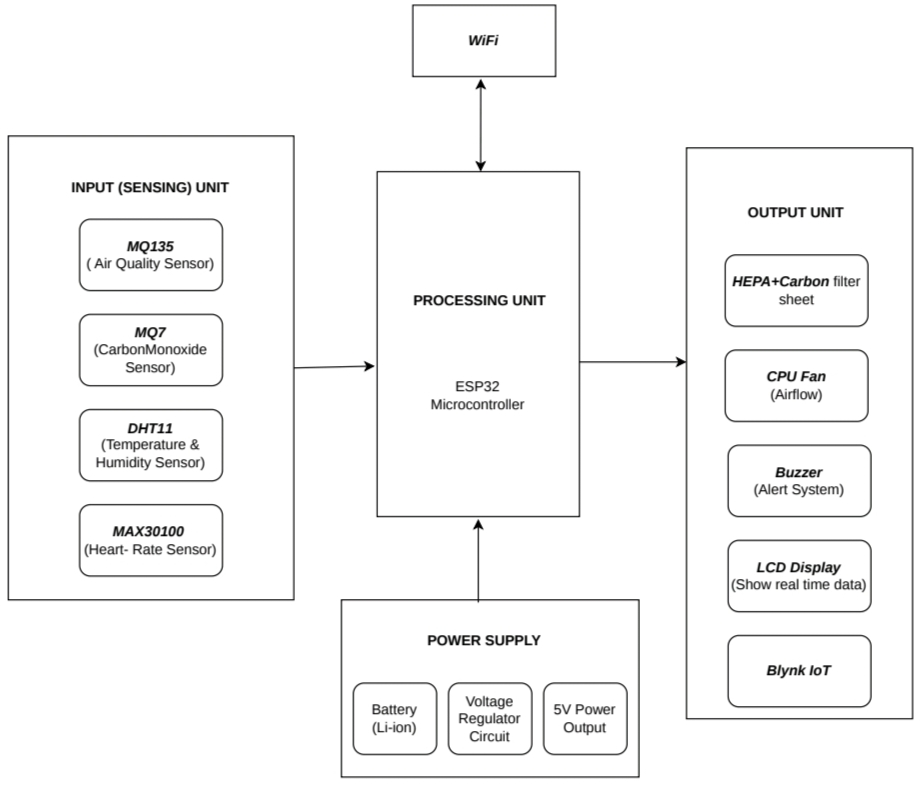 WiFi
INPUT (SENSING) UNIT
MQ135
( Air Quality Sensor)
MQ7
(CarbonMonoxide
Sensor)
DHT11
(Temperature &
Humidity Sensor)
MAX30100
(Heart- Rate Sensor)
PROCESSING UNIT
ESP32
Microcontroller
OUTPUT UNIT
HEPA+Carbon filter
sheet
CPU Fan
(Airflow)
Buzzer
(Alert System)
LCD Display
(Show real time data)
Blynk IoT
POWER SUPPLY
Battery
(Li-ion)
Voltage
Regulator
Circuit
5V Power
Output